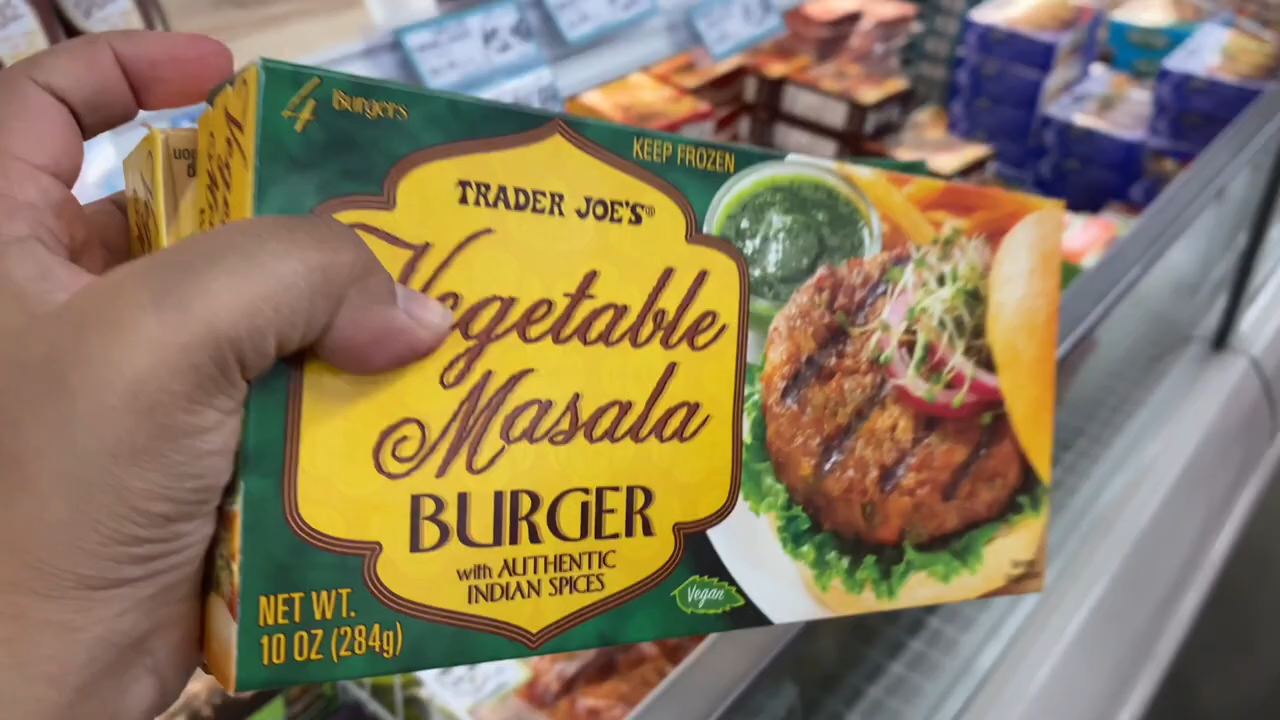 4 Burgers
KEEP FROZEN
TRADER JOE'S®
Vegetable
Masala
BURGER
with AUTHENTIC
INDIAN SPICES
Vegan
NET WT.
10 OZ (284g)